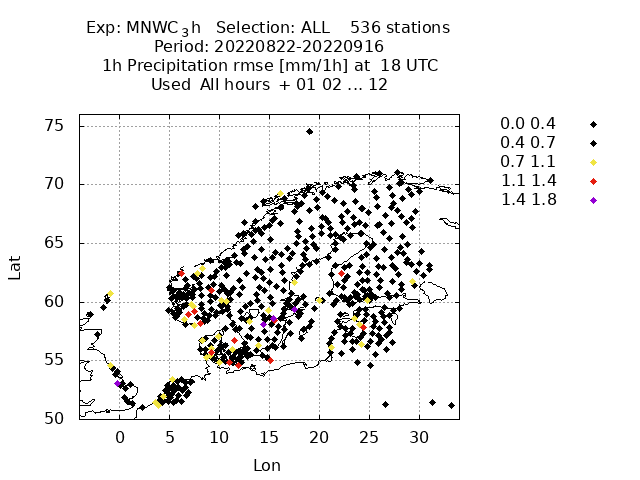 Exp: MNWC_3h   Selection: ALL    536 stations
Period: 20220822-20220916
1h Precipitation rmse [mm/1h] at  18 UTC
Used  All hours  + 01 02 ... 12
0.0 0.4
0.4 0.7
0.7 1.1
1.1 1.4
1.4 1.8
75
70
65
60
55
50
Lat
0 5 10 15 20 25 30
Lon